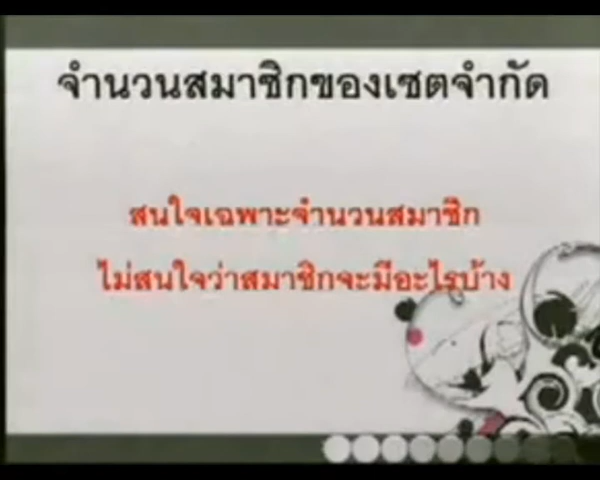 จำนวนสมาชิกของเซตจำกัด
สนใจเฉพาะจำนวนสมาชิก
ไม่สนใจว่าสมาชิกจะมีอะไรบ้าง